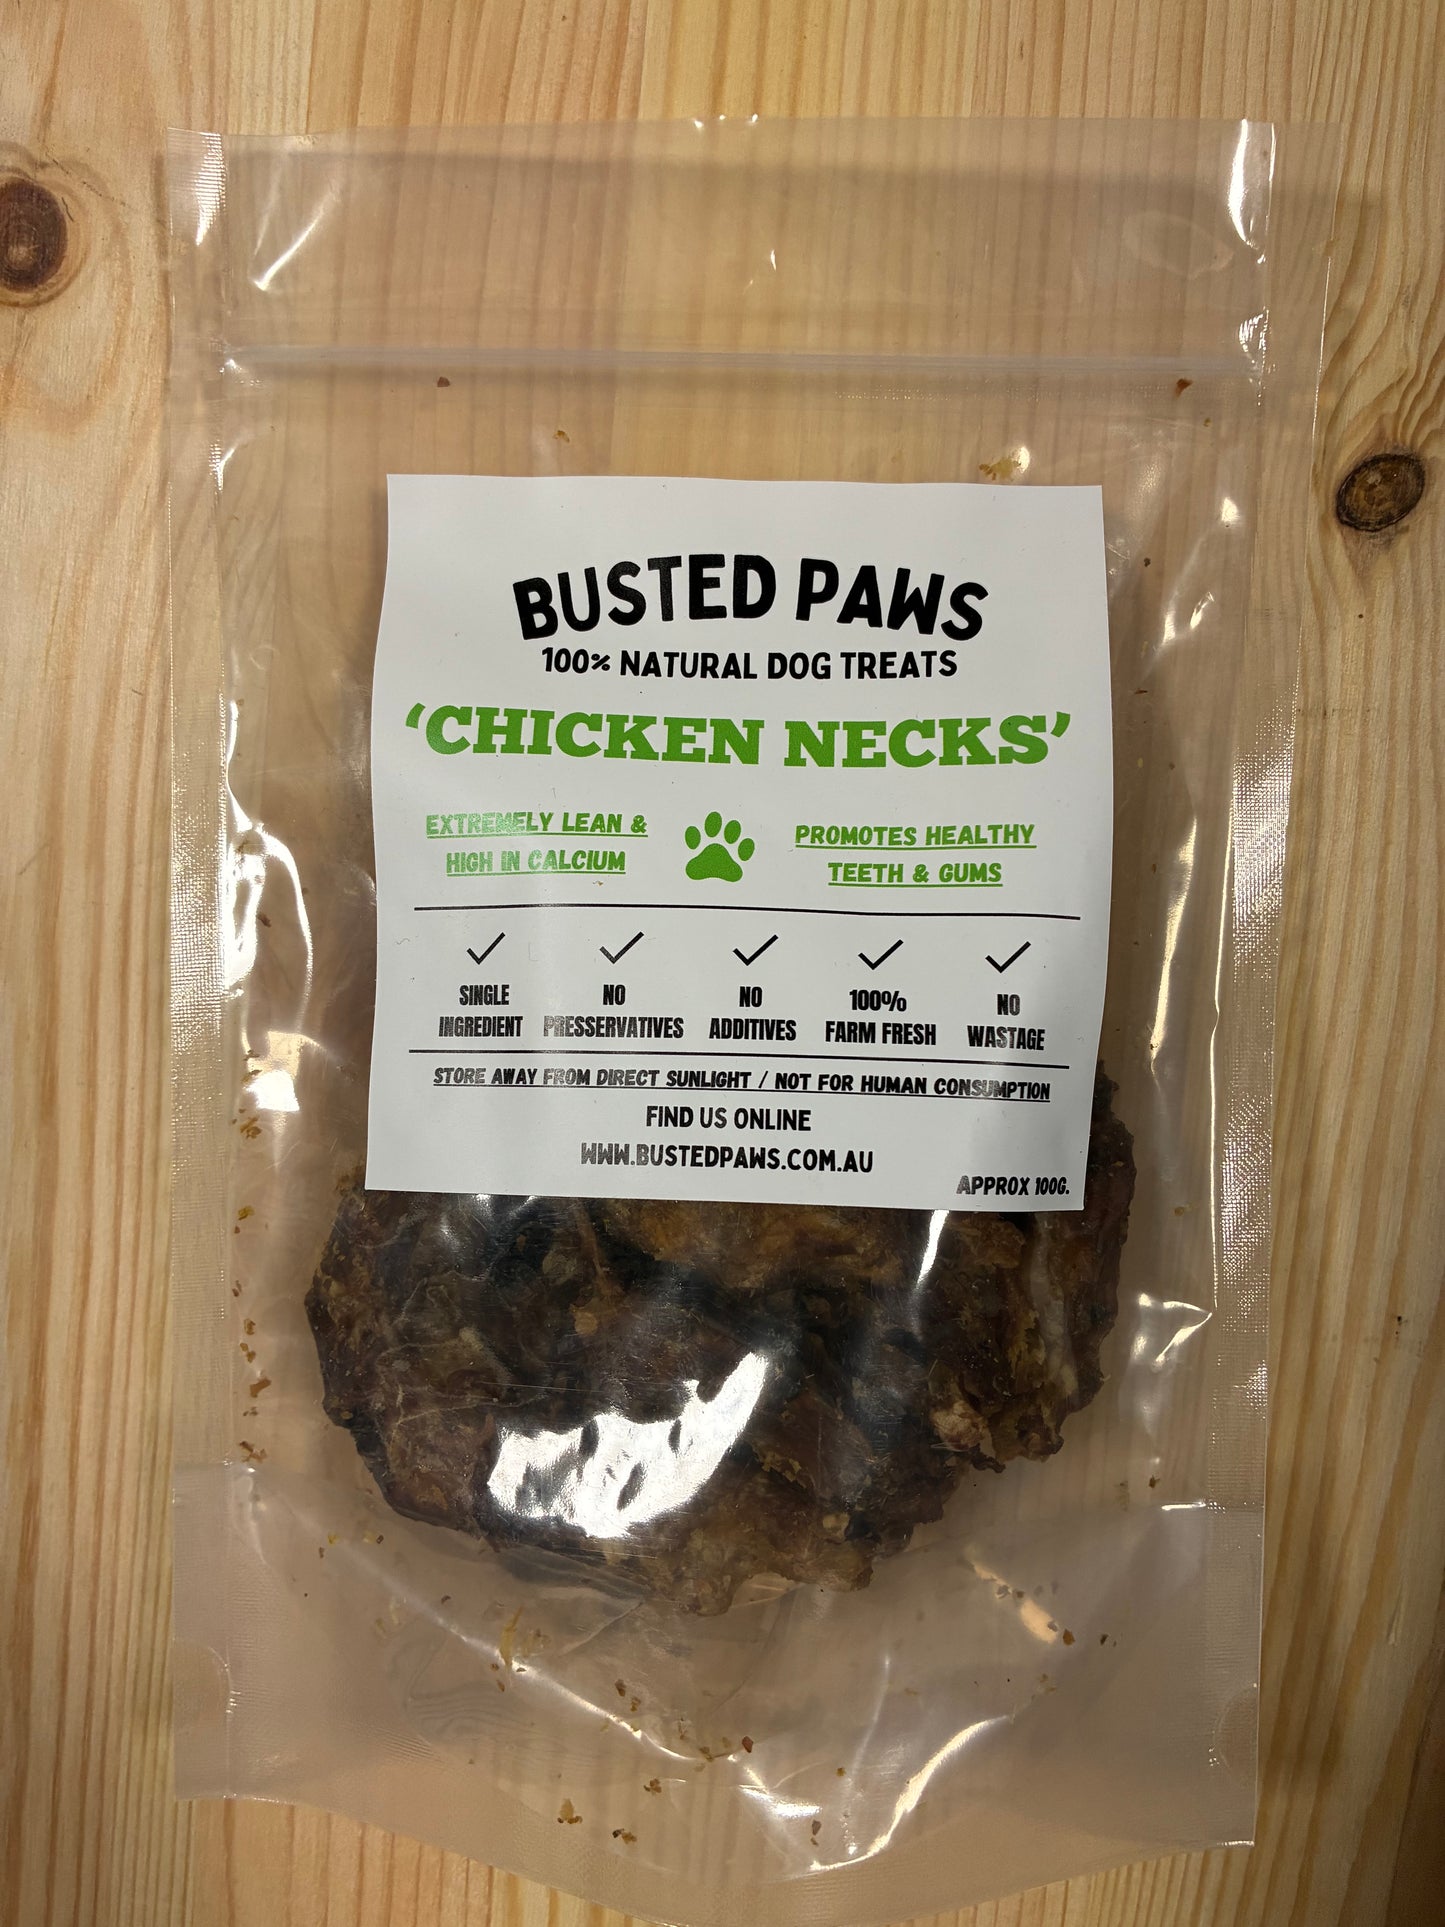 BUSTED PAWS
100% NATURAL DOG TREATS
‘CHICKEN NECKS’
EXTREMELY LEAN &
HIGH IN CALCIUM
PROMOTES HEALTHY
TEETH & GUMS
SINGLE
INGREDIENT
NO
PRESSERVATIVES
NO
ADDITIVES
100%
FARM FRESH
NO
WASTAGE
STORE AWAY FROM DIRECT SUNLIGHT / NOT FOR HUMAN CONSUMPTION
FIND US ONLINE
WWW.BUSTEDPAWS.COM.AU
APPROX 100G.